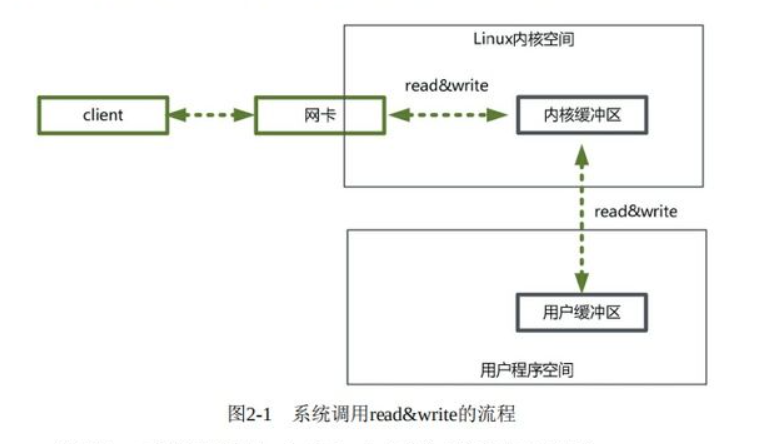 Linux内核空间
read&write
client
网卡
内核缓冲区
read&write
用户缓冲区
用户程序空间
图2-1 系统调用read&write的流程